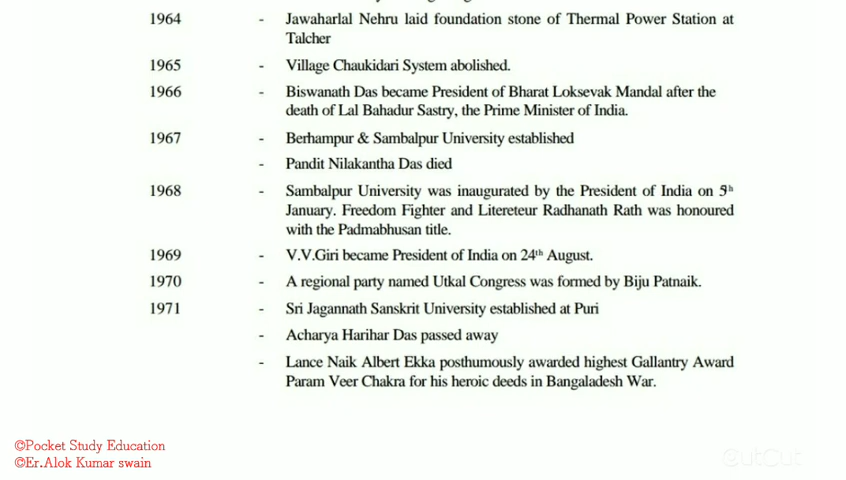 1964 - Jawaharlal Nehru laid foundation stone of Thermal Power Station at
Talcher
1965 - Village Chaukidari System abolished.
1966 - Biswanath Das became President of Bharat Loksevak Mandal after the
death of Lal Bahadur Sastry, the Prime Minister of India.
1967 - Berhampur & Sambalpur University established
- Pandit Nilakantha Das died
1968 - Sambalpur University was inaugurated by the President of India on
January. Freedom Fighter and Litereteur Radhanath Rath was honoured
with the Padmabhusan title.
1969 - V.V.Giri became President of India on 24th August.
1970 - A regional party named Utkal Congress was formed by Biju Patnaik.
1971 - Sri Jagannath Sanskrit University established at Puri
- Acharya Harihar Das passed away
- Lance Naik Albert Ekka posthumously awarded highest Gallantry Award
Param Veer Chakra for his heroic deeds in Bangaladesh War.
©Pocket Study Education
©Er.Alok Kumar swain